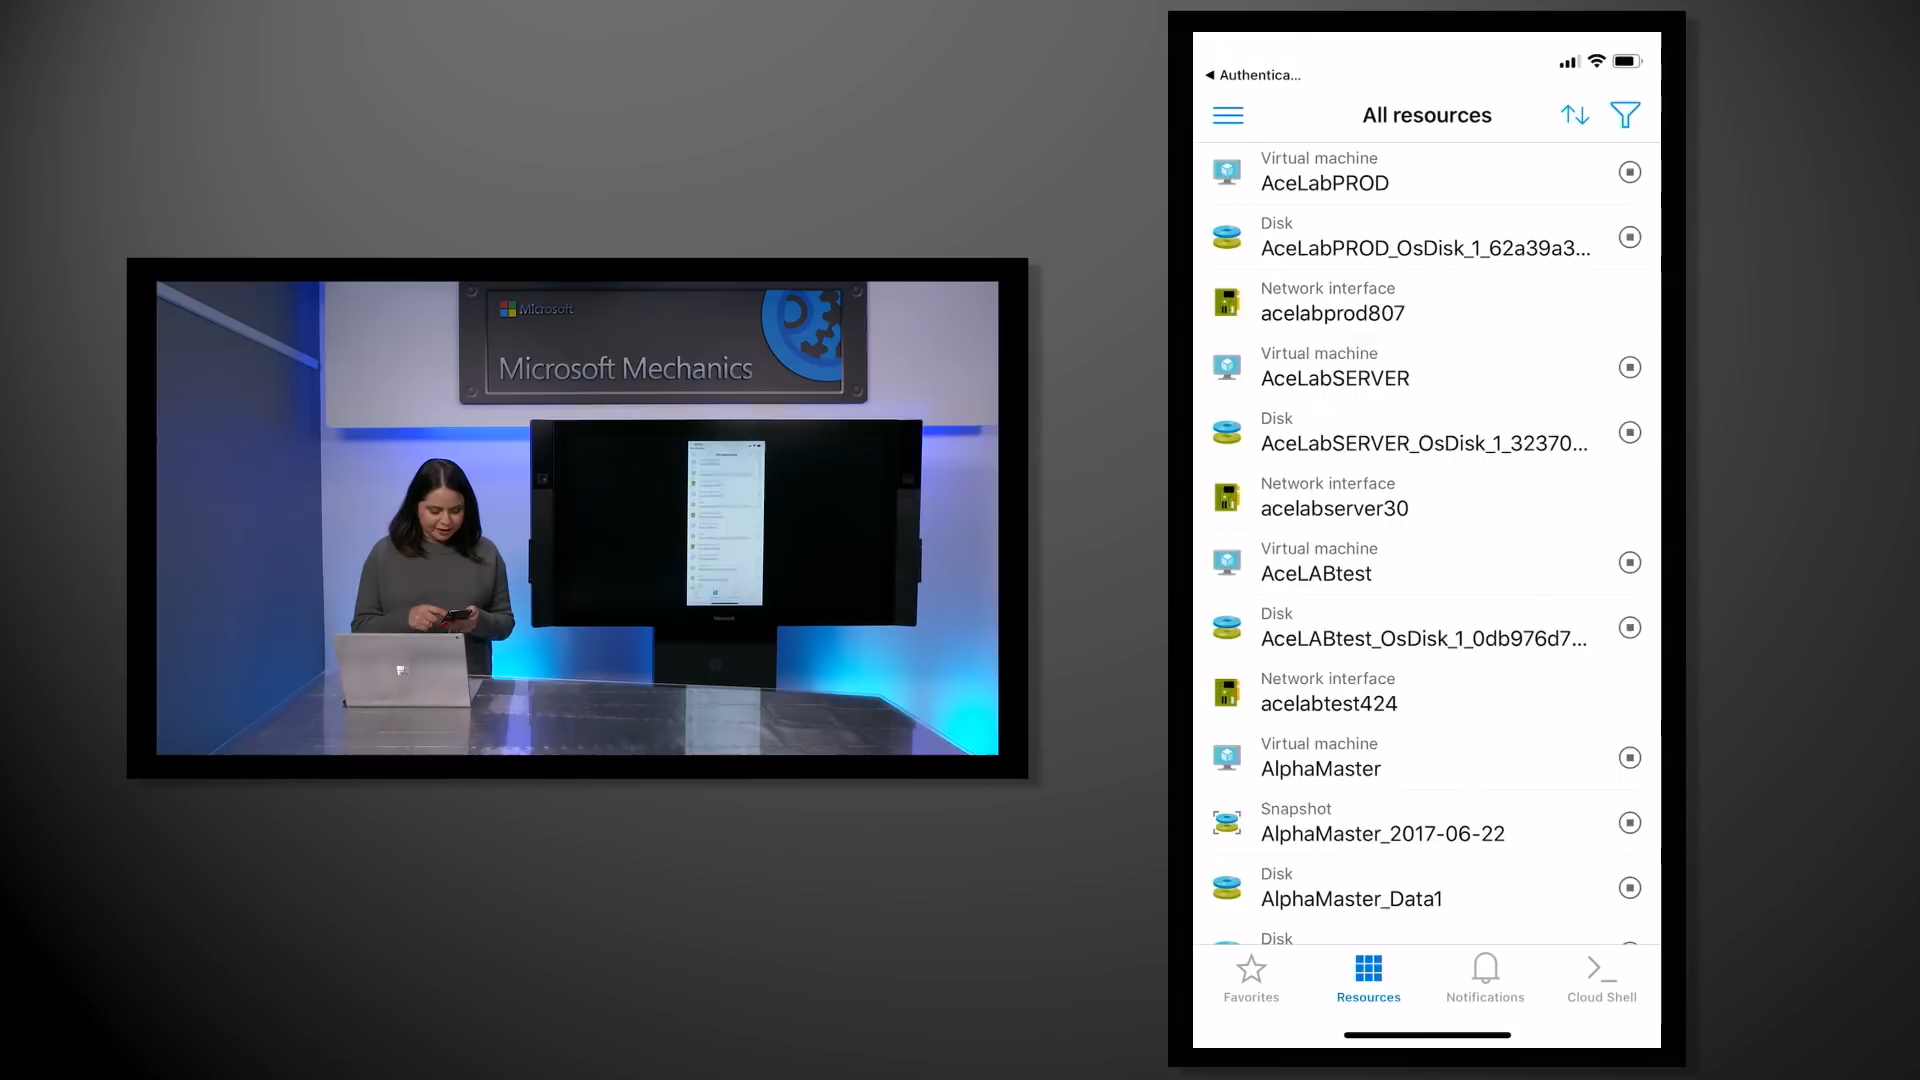 Microsoft
Microsoft Mechanics
◀ Authentica...
All resources
Virtual machine
AceLabPROD
Disk
AceLabPROD_OsDisk_1_62a39a3...
Network interface
acelabprod807
Virtual machine
AceLabSERVER
Disk
AceLabSERVER_OsDisk_1_32370...
Network interface
acelabserver30
Virtual machine
AceLABtest
Disk
AceLABtest_OsDisk_1_0db976d7...
Network interface
acelabtest424
Virtual machine
AlphaMaster
Snapshot
AlphaMaster_2017-06-22
Disk
AlphaMaster_Data1
Disk
Favorites
Resources
Notifications
Cloud Shell